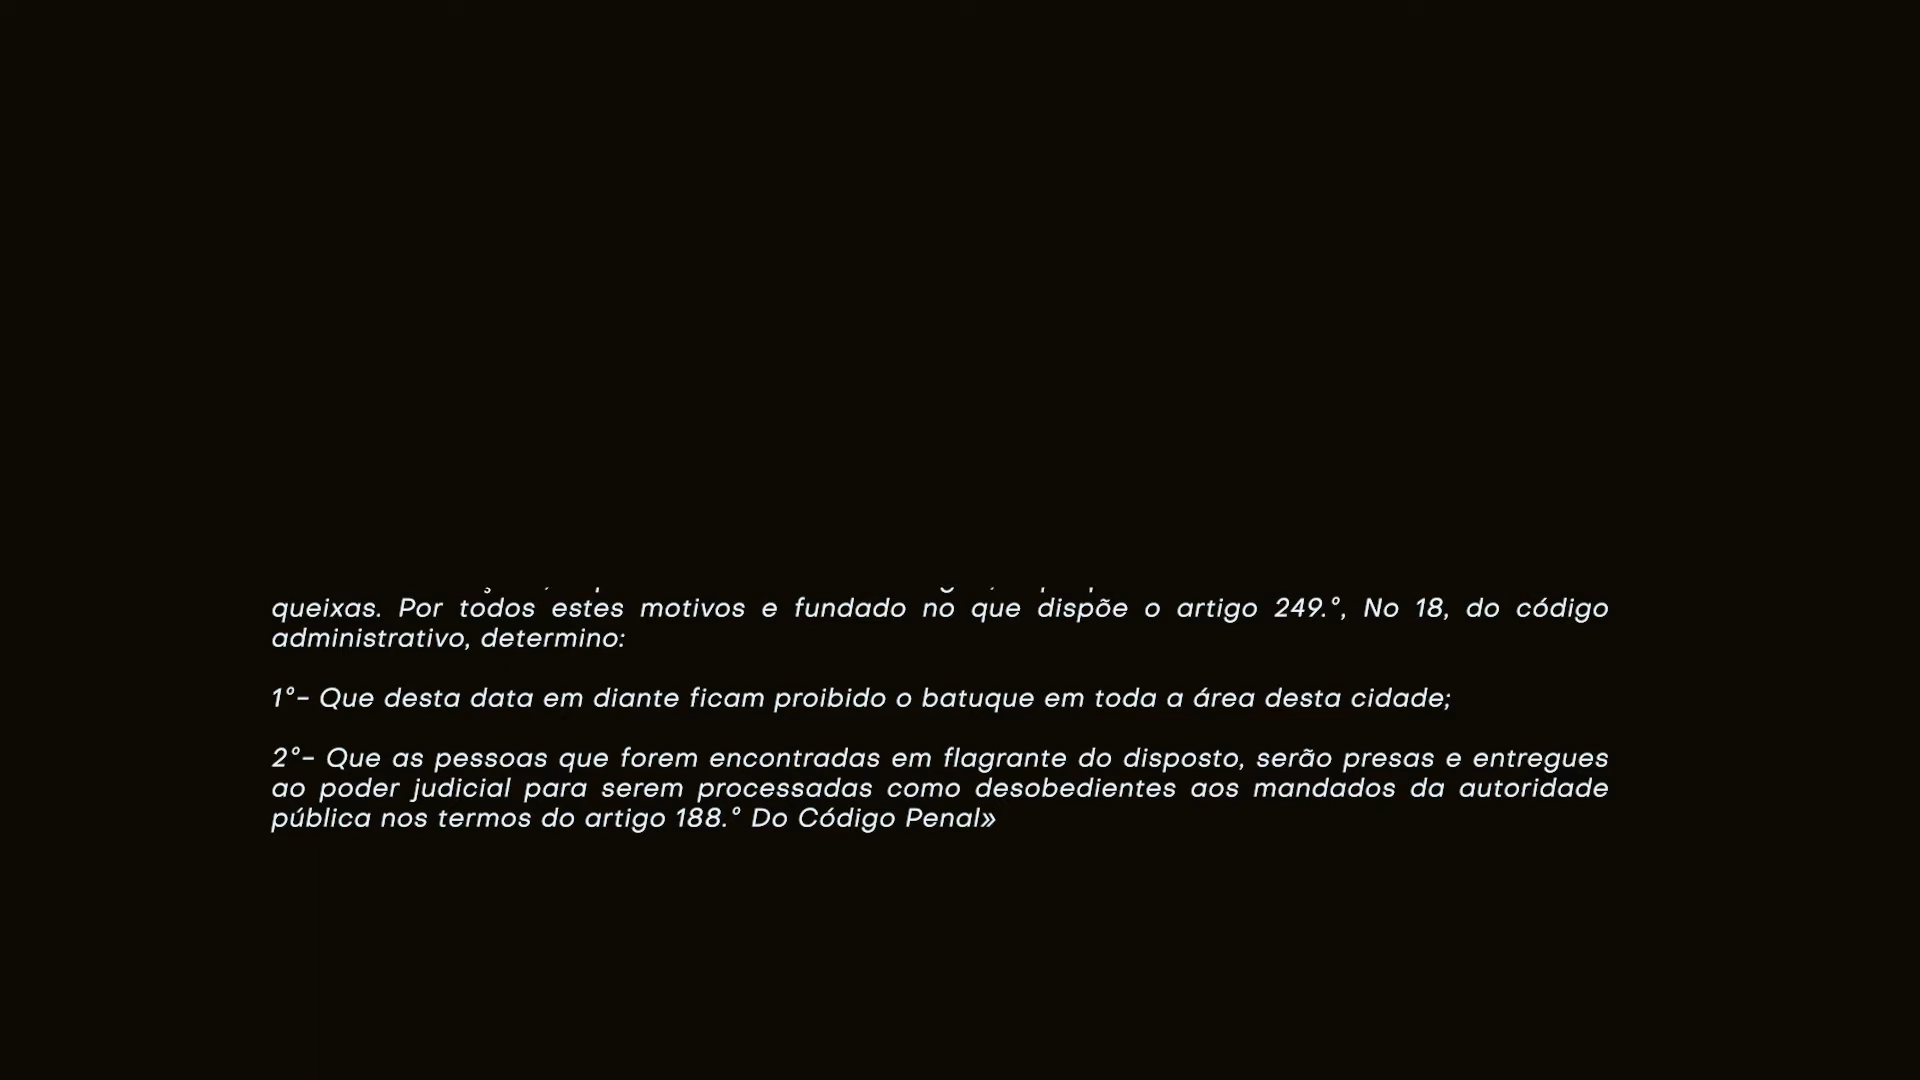 queixas. Por todos estes motivos e fundado no que dispõe o artigo 249.°, No 18, do código
administrativo, determino:
1°- Que desta data em diante ficam proibido o batuque em toda a área desta cidade;
2°- Que as pessoas que forem encontradas em flagrante do disposto, serão presas e entregues
ao poder judicial para serem processadas como desobedientes aos mandados da autoridade
pública nos termos do artigo 188.° Do Código Penal»